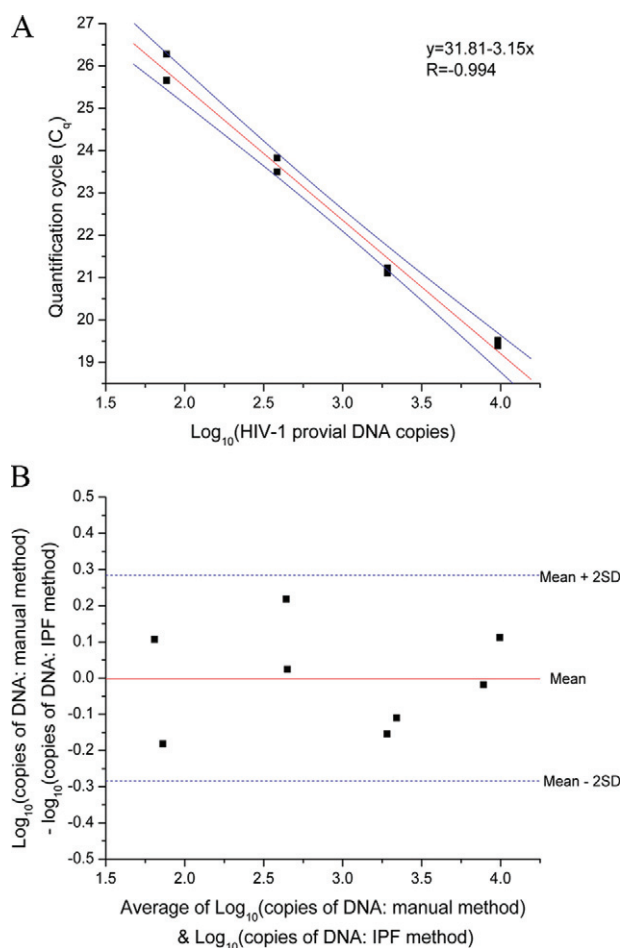 A
y=31.81-3.15x
R=-0.994
27
26
25
24
23
22
21
20
19
Quantification cycle (Cq)
1.5 2.0 2.5 3.0 3.5 4.0
Log10(HIV-1 provial DNA copies)
B
0.5
0.4
0.3
0.2
0.1
0.0
-0.1
-0.2
-0.3
-0.4
-0.5
Log10(copies of DNA: manual method)
- log10(copies of DNA: IPF method)
Mean + 2SD
Mean
Mean - 2SD
1.5 2.0 2.5 3.0 3.5 4.0
Average of Log10(copies of DNA: manual method)
& Log10(copies of DNA: IPF method)